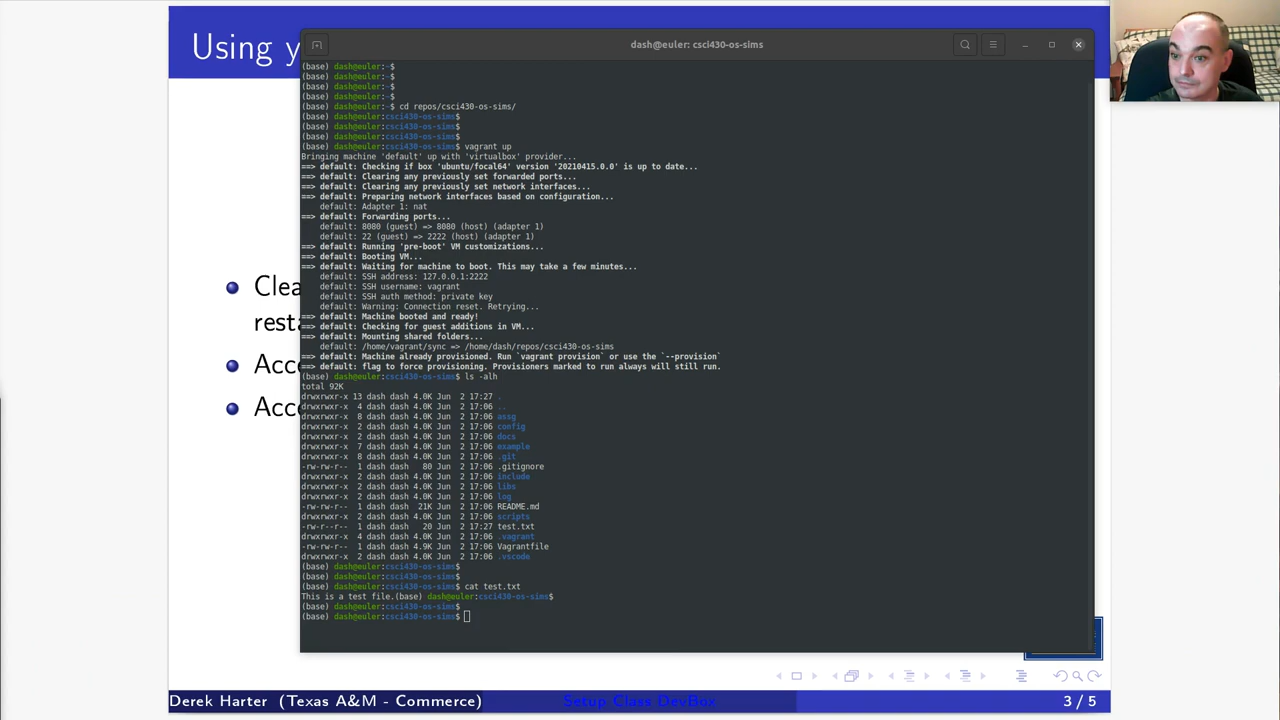 Using y
dash@euler: csci430-os-sims
(base) dash@euler:~$
(base) dash@euler:~$
(base) dash@euler:~$
(base) dash@euler:~$
(base) dash@euler:~$ cd repos/csci430-os-sims/
(base) dash@euler:csci430-os-sims$
(base) dash@euler:csci430-os-sims$
(base) dash@euler:csci430-os-sims$
(base) dash@euler:csci430-os-sims$ vagrant up
Bringing machine 'default' up with 'virtualbox' provider...
==> default: Checking if box 'ubuntu/focal64' version '20210415.0.0' is up to date...
==> default: Clearing any previously set forwarded ports...
==> default: Clearing any previously set network interfaces...
==> default: Preparing network interfaces based on configuration...
default: Adapter 1: nat
==> default: Forwarding ports...
default: 8080 (guest) => 8080 (host) (adapter 1)
default: 22 (guest) => 2222 (host) (adapter 1)
==> default: Running 'pre-boot' VM customizations...
==> default: Booting VM...
==> default: Waiting for machine to boot. This may take a few minutes...
default: SSH address: 127.0.0.1:2222
default: SSH username: vagrant
default: SSH auth method: private key
default: Warning: Connection reset. Retrying...
==> default: Machine booted and ready!
==> default: Checking for guest additions in VM...
==> default: Mounting shared folders...
default: /home/vagrant/sync => /home/dash/repos/csci430-os-sims
==> default: Machine already provisioned. Run `vagrant provision` or use the `--provision`
==> default: flag to force provisioning. Provisioners marked to run always will still run.
(base) dash@euler:csci430-os-sims$ ls -alh
total 92K
drwxrwxr-x 13 dash dash 4.0K Jun  2 17:27 .
drwxrwxr-x  4 dash dash 4.0K Jun  2 17:06 ..
drwxrwxr-x  8 dash dash 4.0K Jun  2 17:06 assg
drwxrwxr-x  2 dash dash 4.0K Jun  2 17:06 config
drwxrwxr-x  2 dash dash 4.0K Jun  2 17:06 docs
drwxrwxr-x  7 dash dash 4.0K Jun  2 17:06 example
drwxrwxr-x  8 dash dash 4.0K Jun  2 17:06 .git
-rw-rw-r--  1 dash dash   80 Jun  2 17:06 .gitignore
drwxrwxr-x  2 dash dash 4.0K Jun  2 17:06 include
drwxrwxr-x  2 dash dash 4.0K Jun  2 17:06 libs
drwxrwxr-x  2 dash dash 4.0K Jun  2 17:06 log
-rw-rw-r--  1 dash dash  21K Jun  2 17:06 README.md
drwxrwxr-x  2 dash dash 4.0K Jun  2 17:06 scripts
-rw-r--r--  1 dash dash   20 Jun  2 17:27 test.txt
drwxrwxr-x  4 dash dash 4.0K Jun  2 17:06 .vagrant
-rw-rw-r--  1 dash dash 4.9K Jun  2 17:06 Vagrantfile
drwxrwxr-x  2 dash dash 4.0K Jun  2 17:06 .vscode
(base) dash@euler:csci430-os-sims$
(base) dash@euler:csci430-os-sims$
(base) dash@euler:csci430-os-sims$ cat test.txt
This is a test file.(base) dash@euler:csci430-os-sims$
(base) dash@euler:csci430-os-sims$
(base) dash@euler:csci430-os-sims$
Clea
resta
Acce
Acce
Derek Harter (Texas A&M - Commerce)
Setup Class DevBox
3 / 5